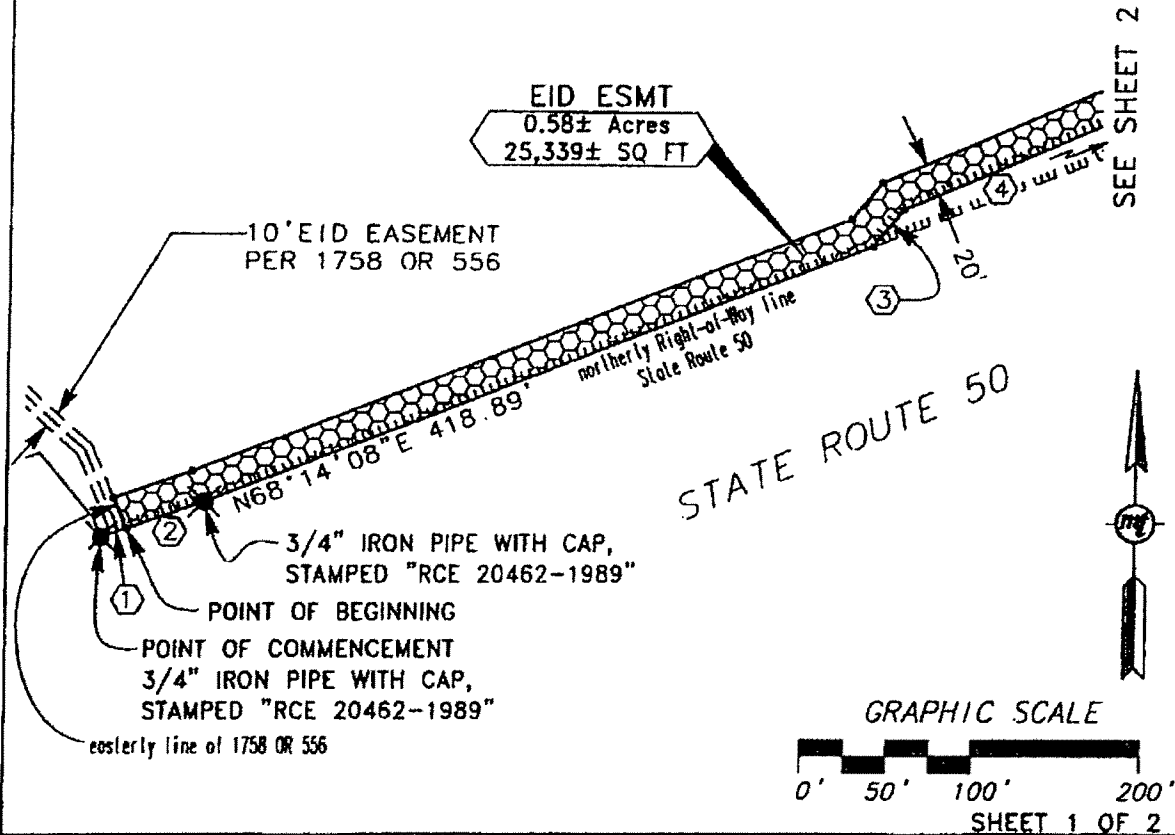 SEE SHEET 2
EID ESMT
0.58± Acres
25,339± SQ FT
10' EID EASEMENT
PER 1758 OR 556
4
20'
3
northerly Right-of-Way line
State Route 50
N68°14'08"E 418.89'
STATE ROUTE 50
2
3/4" IRON PIPE WITH CAP,
STAMPED "RCE 20462-1989"
1
POINT OF BEGINNING
POINT OF COMMENCEMENT
3/4" IRON PIPE WITH CAP,
STAMPED "RCE 20462-1989"
easterly line of 1758 OR 556
GRAPHIC SCALE
0' 50' 100' 200'
SHEET 1 OF 2